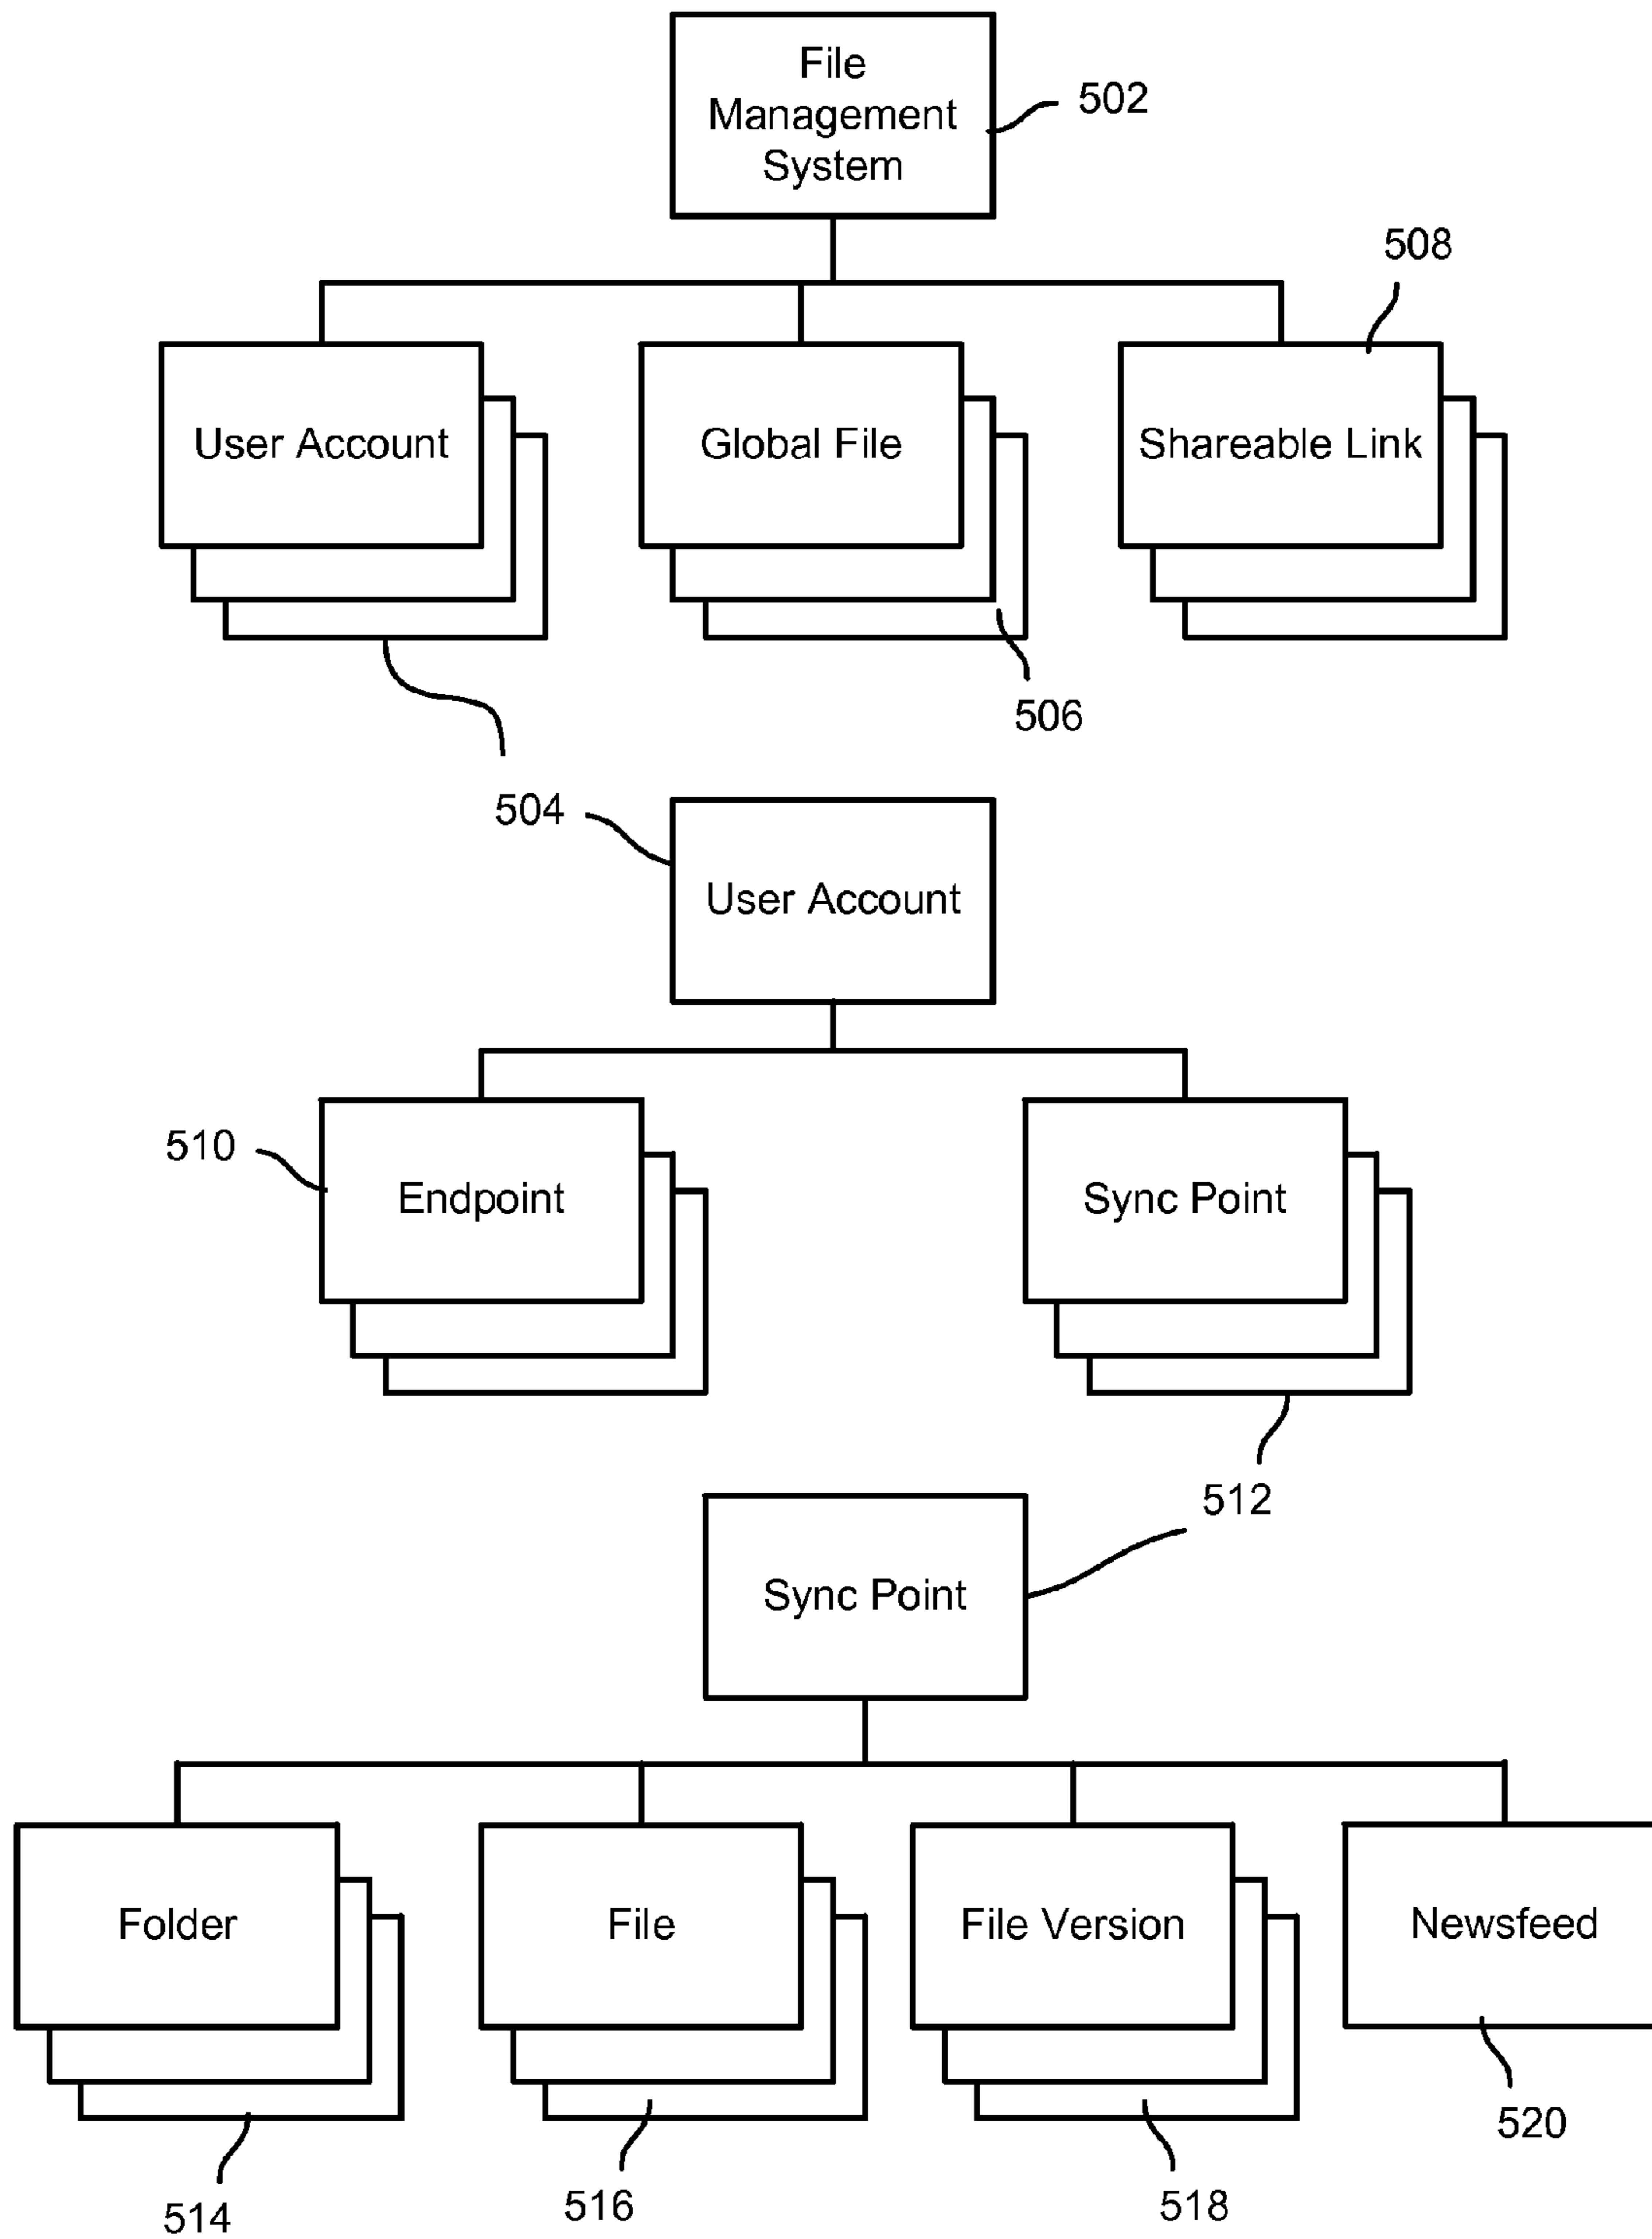 File
Management
System
502
508
User Account
Global File
Shareable Link
506
504
User Account
510
Endpoint
Sync Point
512
Sync Point
Folder
File
File Version
Newsfeed
520
514
516
518